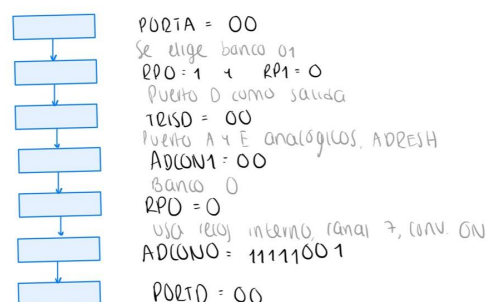 PORTA = 00
Se elige banco 01
RP0 = 1 y RP1 = 0
Puerto D como salida
TRISD = 00
Puerto A y E analógicos, ADRESH
ADCON1 = 00
Banco 0
RP0 = 0
usa reloj interno, canal 7, conv. ON
ADCON0 = 11111001
PORTD = 00